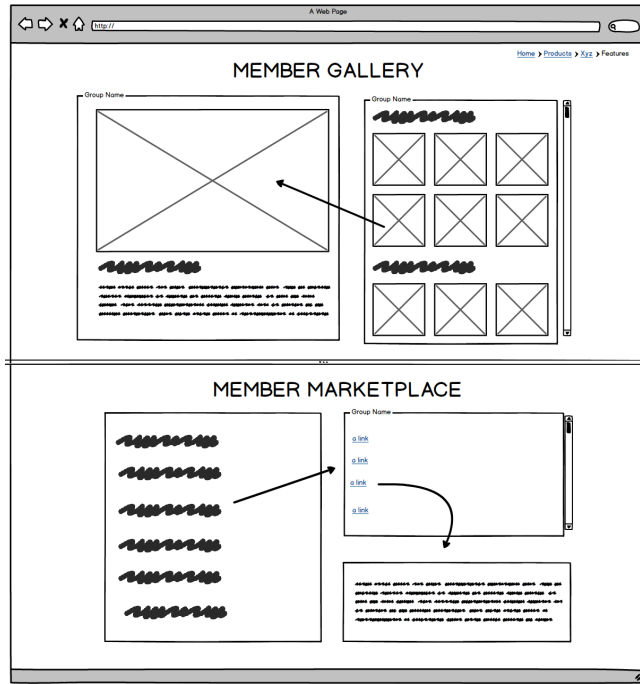 A Web Page
http://
Home > Products > Xyz > Features
MEMBER GALLERY
Group Name
Group Name
MEMBER MARKETPLACE
Group Name
a link
a link
a link
a link